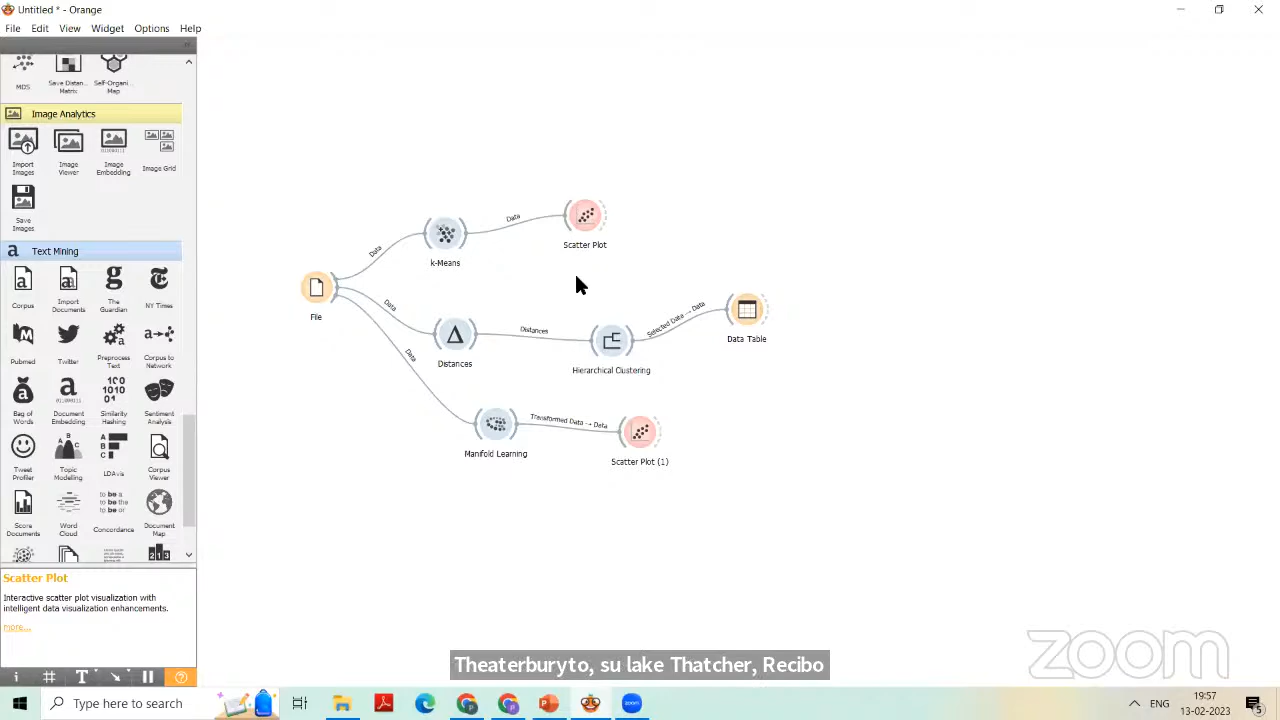 Untitled * - Orange
File Edit View Widget Options Help
MDS
Save Distan...
Matrix
Self-Organi...
Map
Image Analytics
Import
Images
Image
Viewer
Image
Embedding
Image Grid
Save
Images
a Text Mining
Corpus
Import
Documents
The
Guardian
NY Times
Pubmed
Twitter
Preprocess
Text
Corpus to
Network
Bag of
Words
Document
Embedding
Similarity
Hashing
Sentiment
Analysis
Tweet
Profiler
Topic
Modelling
LDAvis
Corpus
Viewer
Score
Documents
Word
Cloud
Concordance
Document
Map
Scatter Plot
Interactive scatter plot visualization with
intelligent data visualization enhancements.
more...
File
Data
k-Means
Data
Scatter Plot
Data
Distances
Distances
Hierarchical Clustering
Selected Data → Data
Data Table
Data
Manifold Learning
Transformed Data → Data
Scatter Plot (1)
Theaterburyto, su lake Thatcher, Recibo
zoom
Type here to search
zoom
ENG
19:57
13-02-2023
5